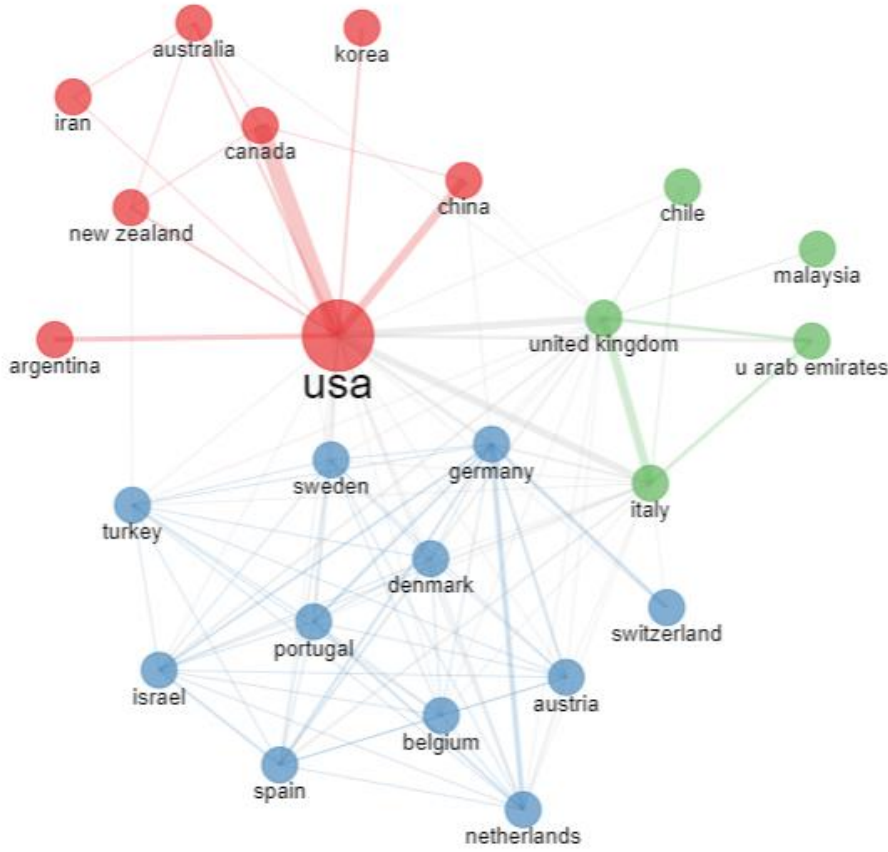 australia
korea
iran
canada
china
chile
new zealand
malaysia
united kingdom
argentina
u arab emirates
usa
germany
sweden
italy
turkey
denmark
switzerland
portugal
israel
austria
belgium
spain
netherlands